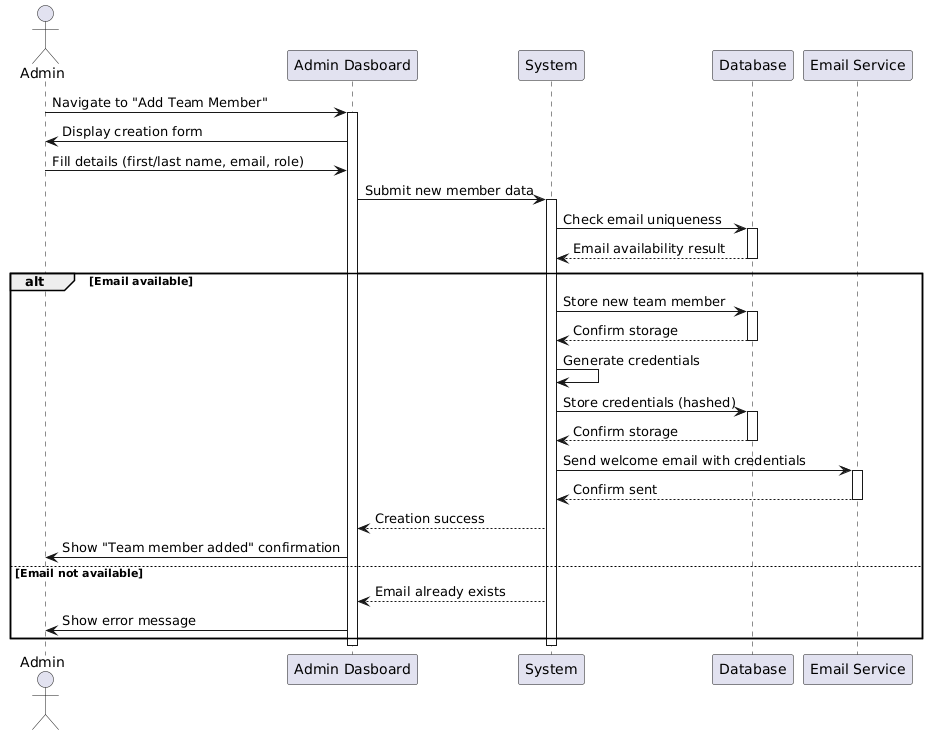 Admin
Admin Dasboard
System
Database
Email Service
Navigate to "Add Team Member"
Display creation form
Fill details (first/last name, email, role)
Submit new member data
Check email uniqueness
Email availability result
alt
[Email available]
Store new team member
Confirm storage
Generate credentials
Store credentials (hashed)
Confirm storage
Send welcome email with credentials
Confirm sent
Creation success
Show "Team member added" confirmation
[Email not available]
Email already exists
Show error message
Admin
Admin Dasboard
System
Database
Email Service